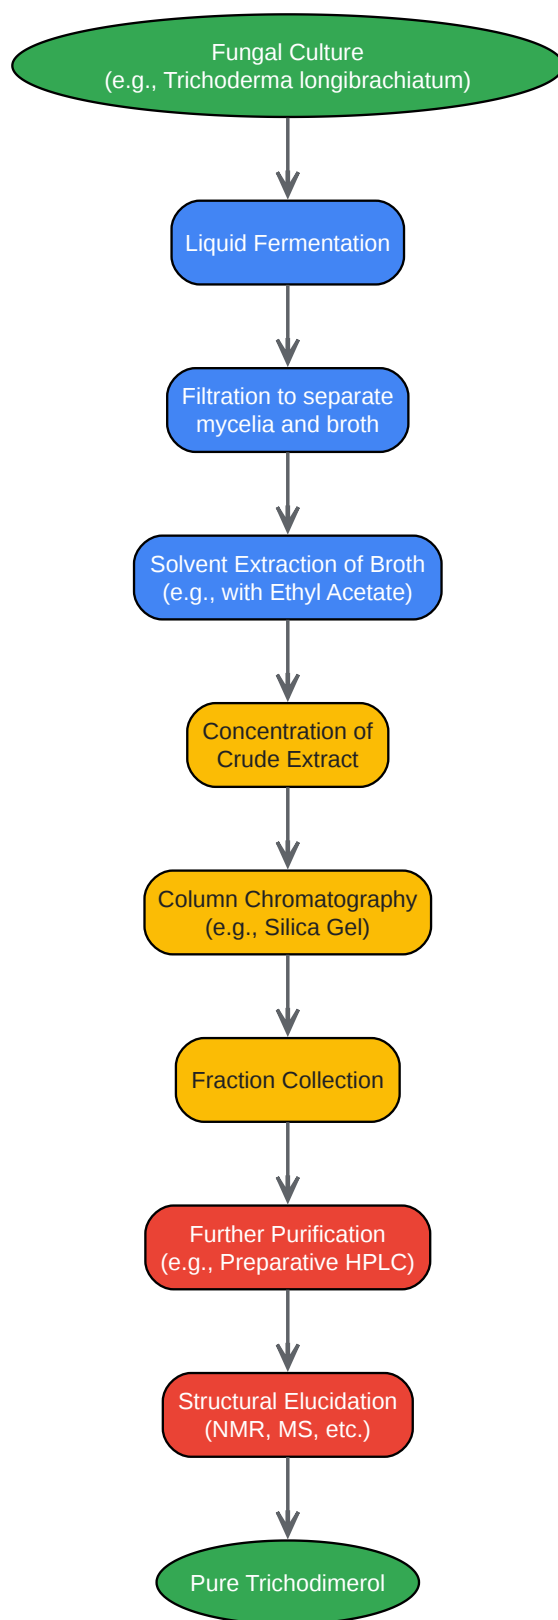 Fungal Culture
(e.g., Trichoderma longibrachiatum)
Liquid Fermentation
Filtration to separate
mycelia and broth
Solvent Extraction of Broth
(e.g., with Ethyl Acetate)
Concentration of
Crude Extract
Column Chromatography
(e.g., Silica Gel)
Fraction Collection
Further Purification
(e.g., Preparative HPLC)
Structural Elucidation
(NMR, MS, etc.)
Pure Trichodimerol